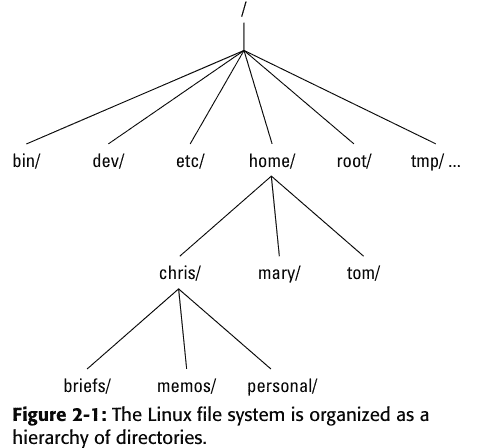 /
bin/ dev/ etc/ home/ root/ tmp/ ...
chris/ mary/ tom/
briefs/ memos/ personal/
Figure 2-1: The Linux file system is organized as a
hierarchy of directories.